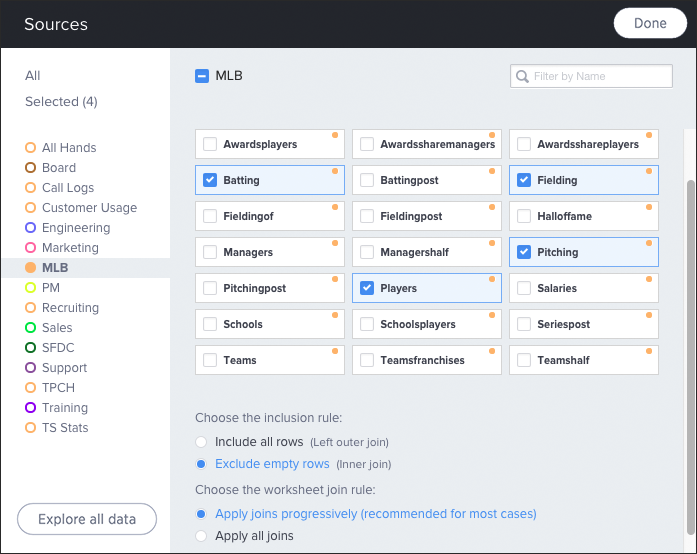 Sources
Done
All
Selected (4)
All Hands
Board
Call Logs
Customer Usage
Engineering
Marketing
MLB
PM
Recruiting
Sales
SFDC
Support
TPCH
Training
TS Stats
Explore all data
MLB
Filter by Name
Awardsplayers Awardssharemanagers Awardsshareplayers
Batting Battingpost Fielding
Fieldingof Fieldingpost Halloffame
Managers Managershalf Pitching
Pitchingpost Players Salaries
Schools Schoolsplayers Seriespost
Teams Teamsfranchises Teamshalf
Choose the inclusion rule:
Include all rows (Left outer join)
Exclude empty rows (Inner join)
Choose the worksheet join rule:
Apply joins progressively (recommended for most cases)
Apply all joins